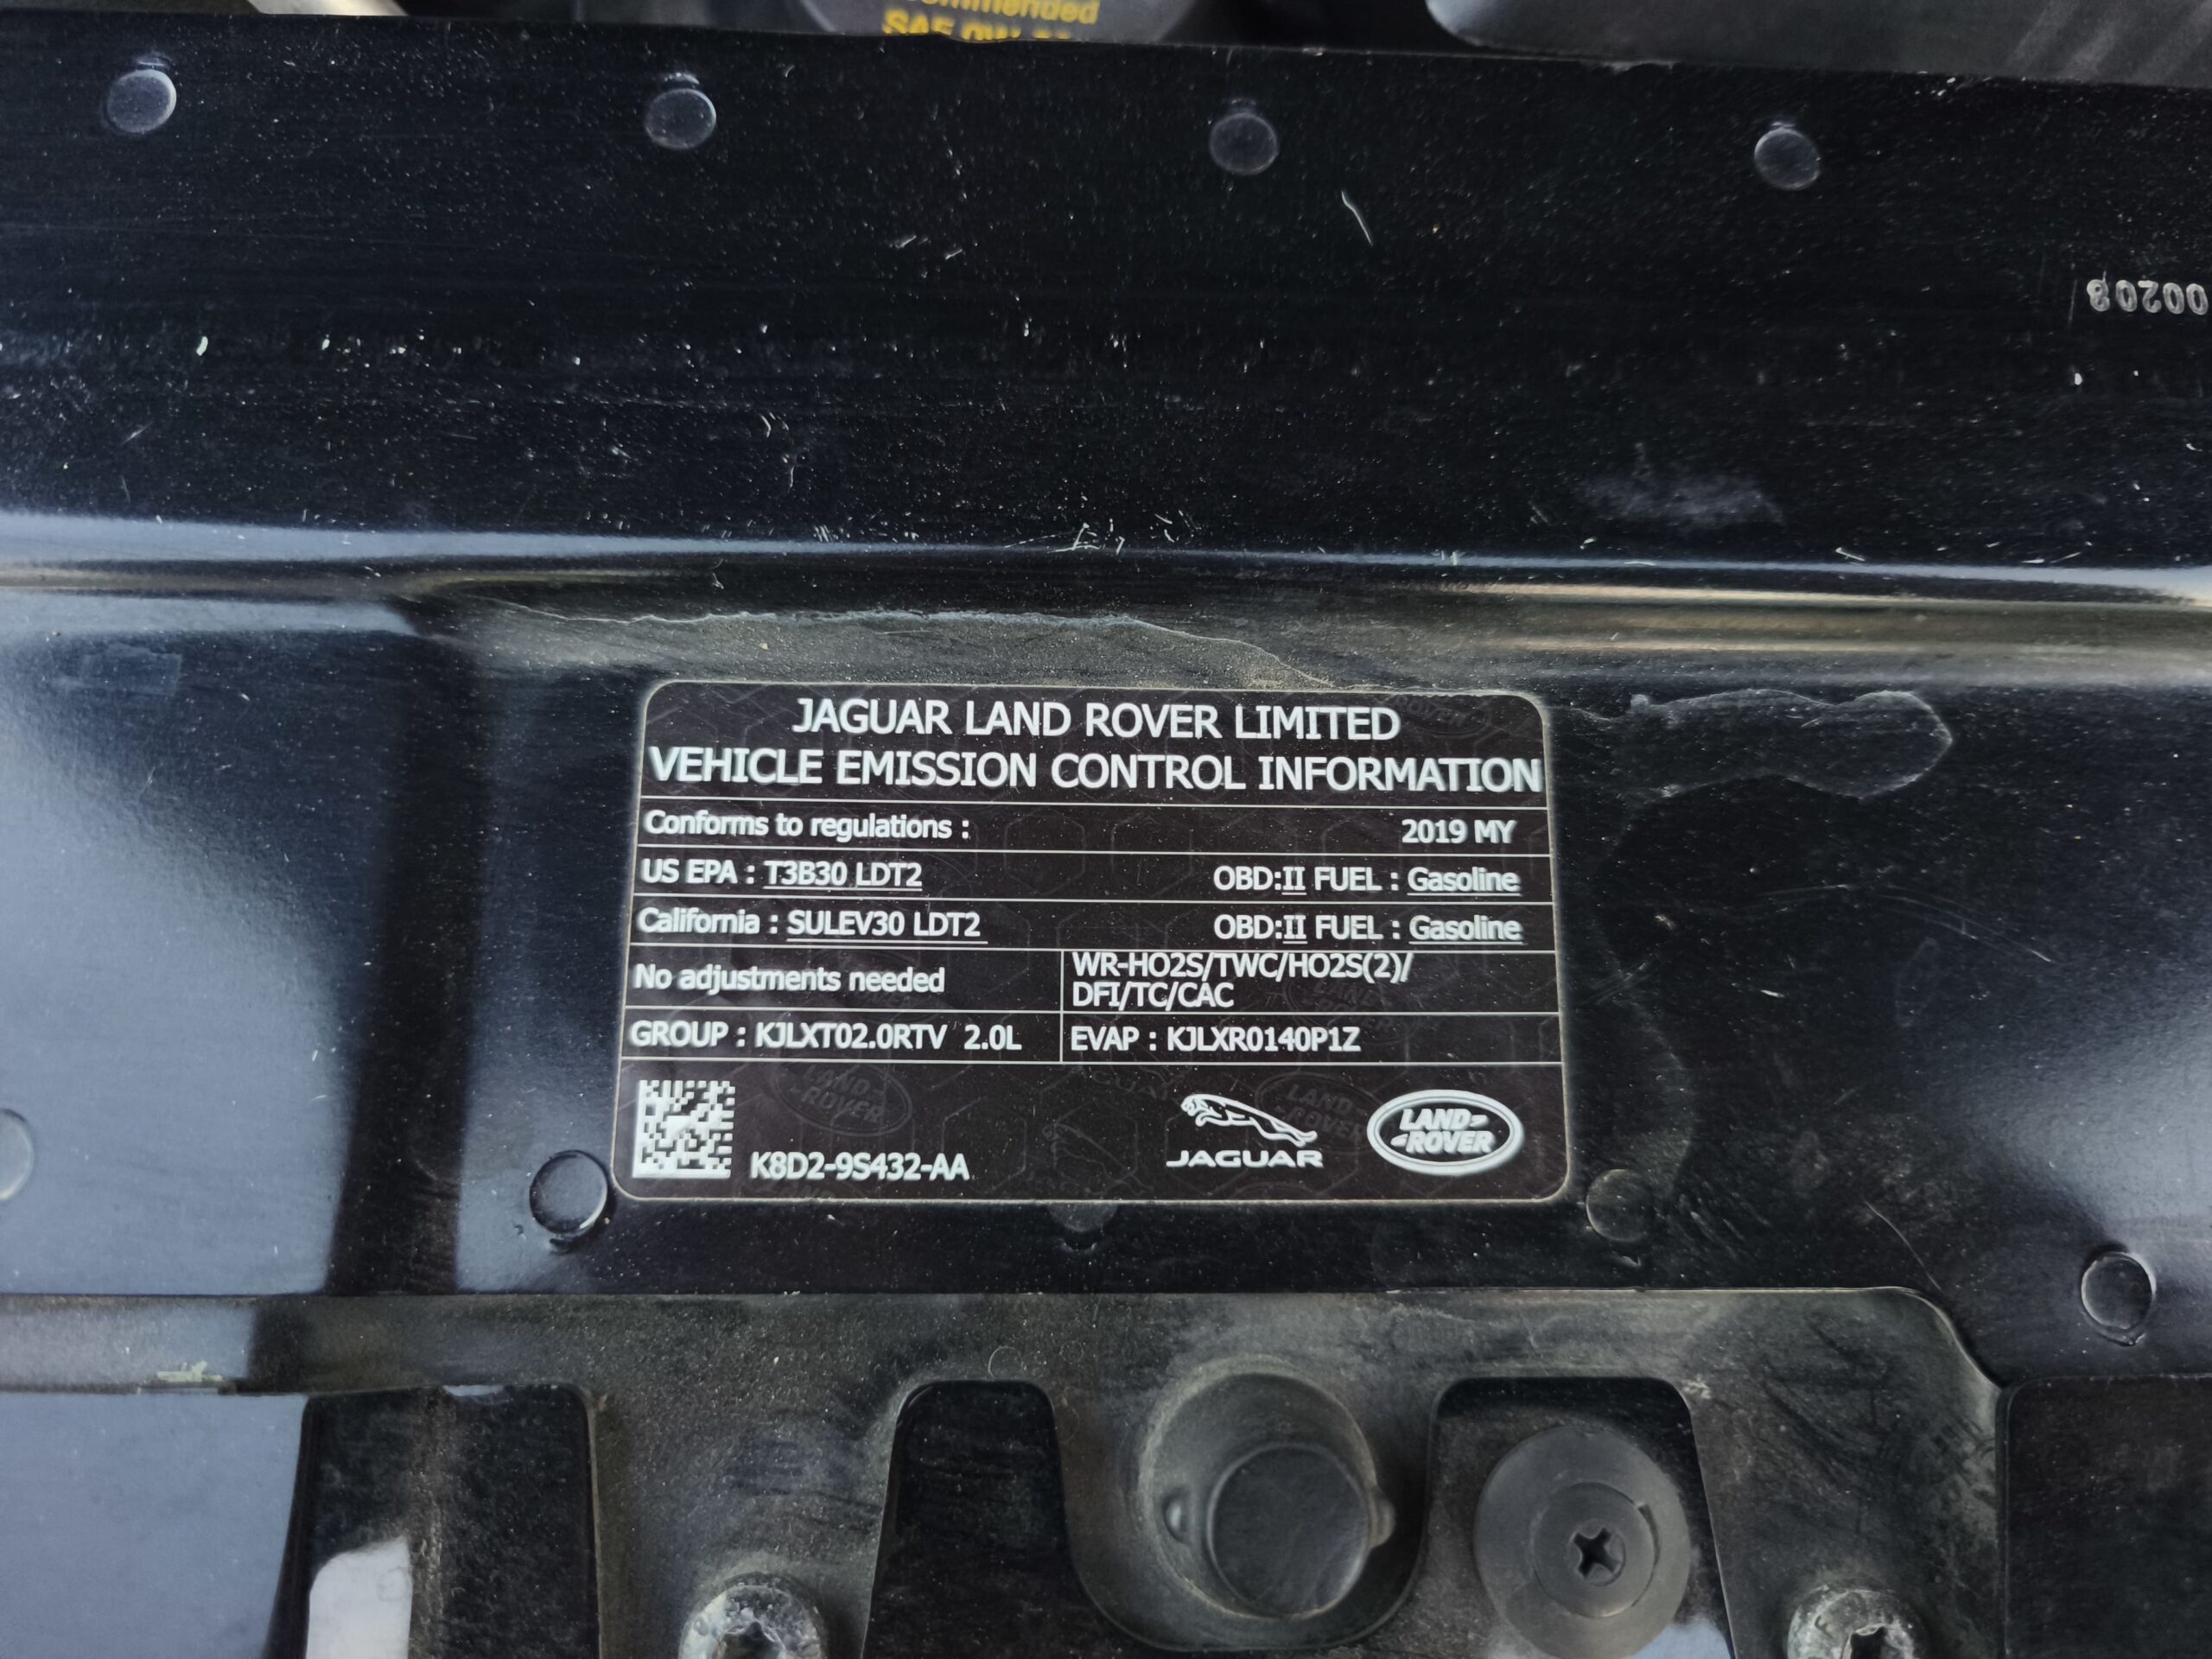 JAGUAR LAND ROVER LIMITED
VEHICLE EMISSION CONTROL INFORMATION
Conforms to regulations : 2019 MY
US EPA : T3B30 LDT2 OBD:II FUEL : Gasoline
California : SULEV30 LDT2 OBD:II FUEL : Gasoline
No adjustments needed
WR-HO2S/TWC/HO2S(2)/
DFI/TC/CAC
GROUP : KJLXT02.0RTV 2.0L EVAP : KJLXR0140P1Z
K8D2-9S432-AA
JAGUAR
LAND
ROVER
00208